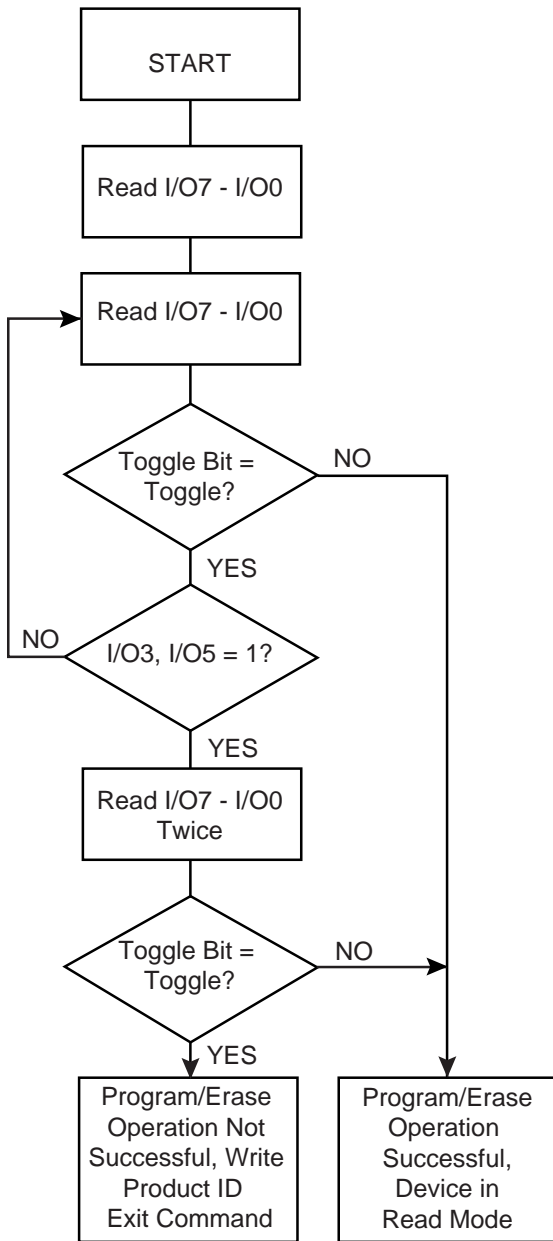 START
Read I/O7 - I/O0
Read I/O7 - I/O0
Toggle Bit =
Toggle?
NO
YES
NO
I/O3, I/O5 = 1?
YES
Read I/O7 - I/O0
Twice
Toggle Bit =
Toggle?
NO
YES
Program/Erase
Operation Not
Successful, Write
Product ID
Exit Command
Program/Erase
Operation
Successful,
Device in
Read Mode